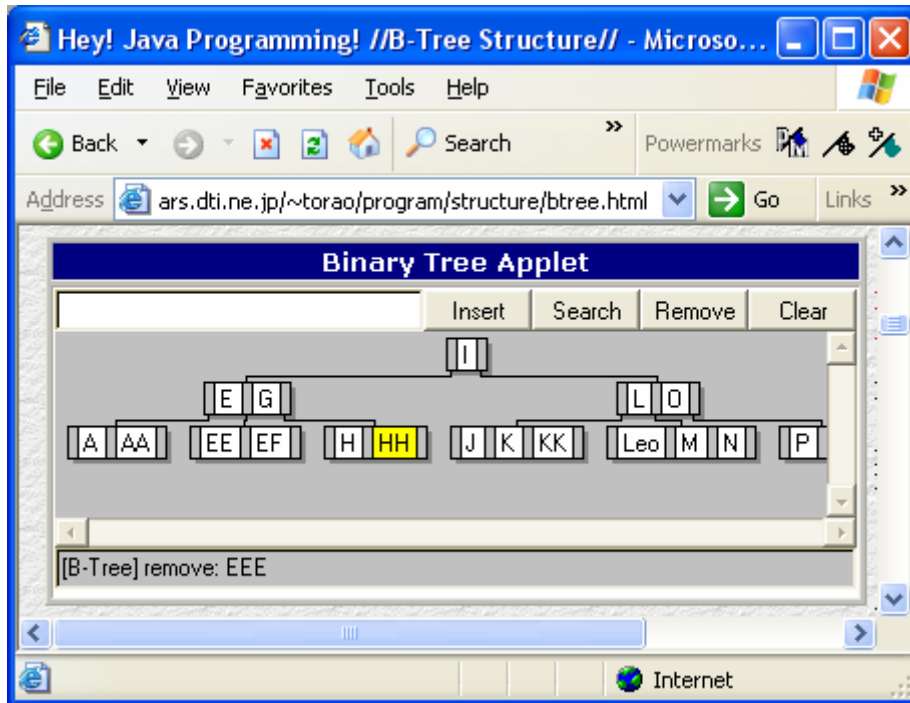 Hey! Java Programming! //B-Tree Structure// - Microso...
File Edit View Favorites Tools Help
Back Search » Powermarks
Address ars.dti.ne.jp/~torao/program/structure/btree.html Go Links »
Binary Tree Applet
Insert Search Remove Clear
I
E G L O
A AA EE EF H HH J K KK Leo M N P
[B-Tree] remove: EEE
Internet